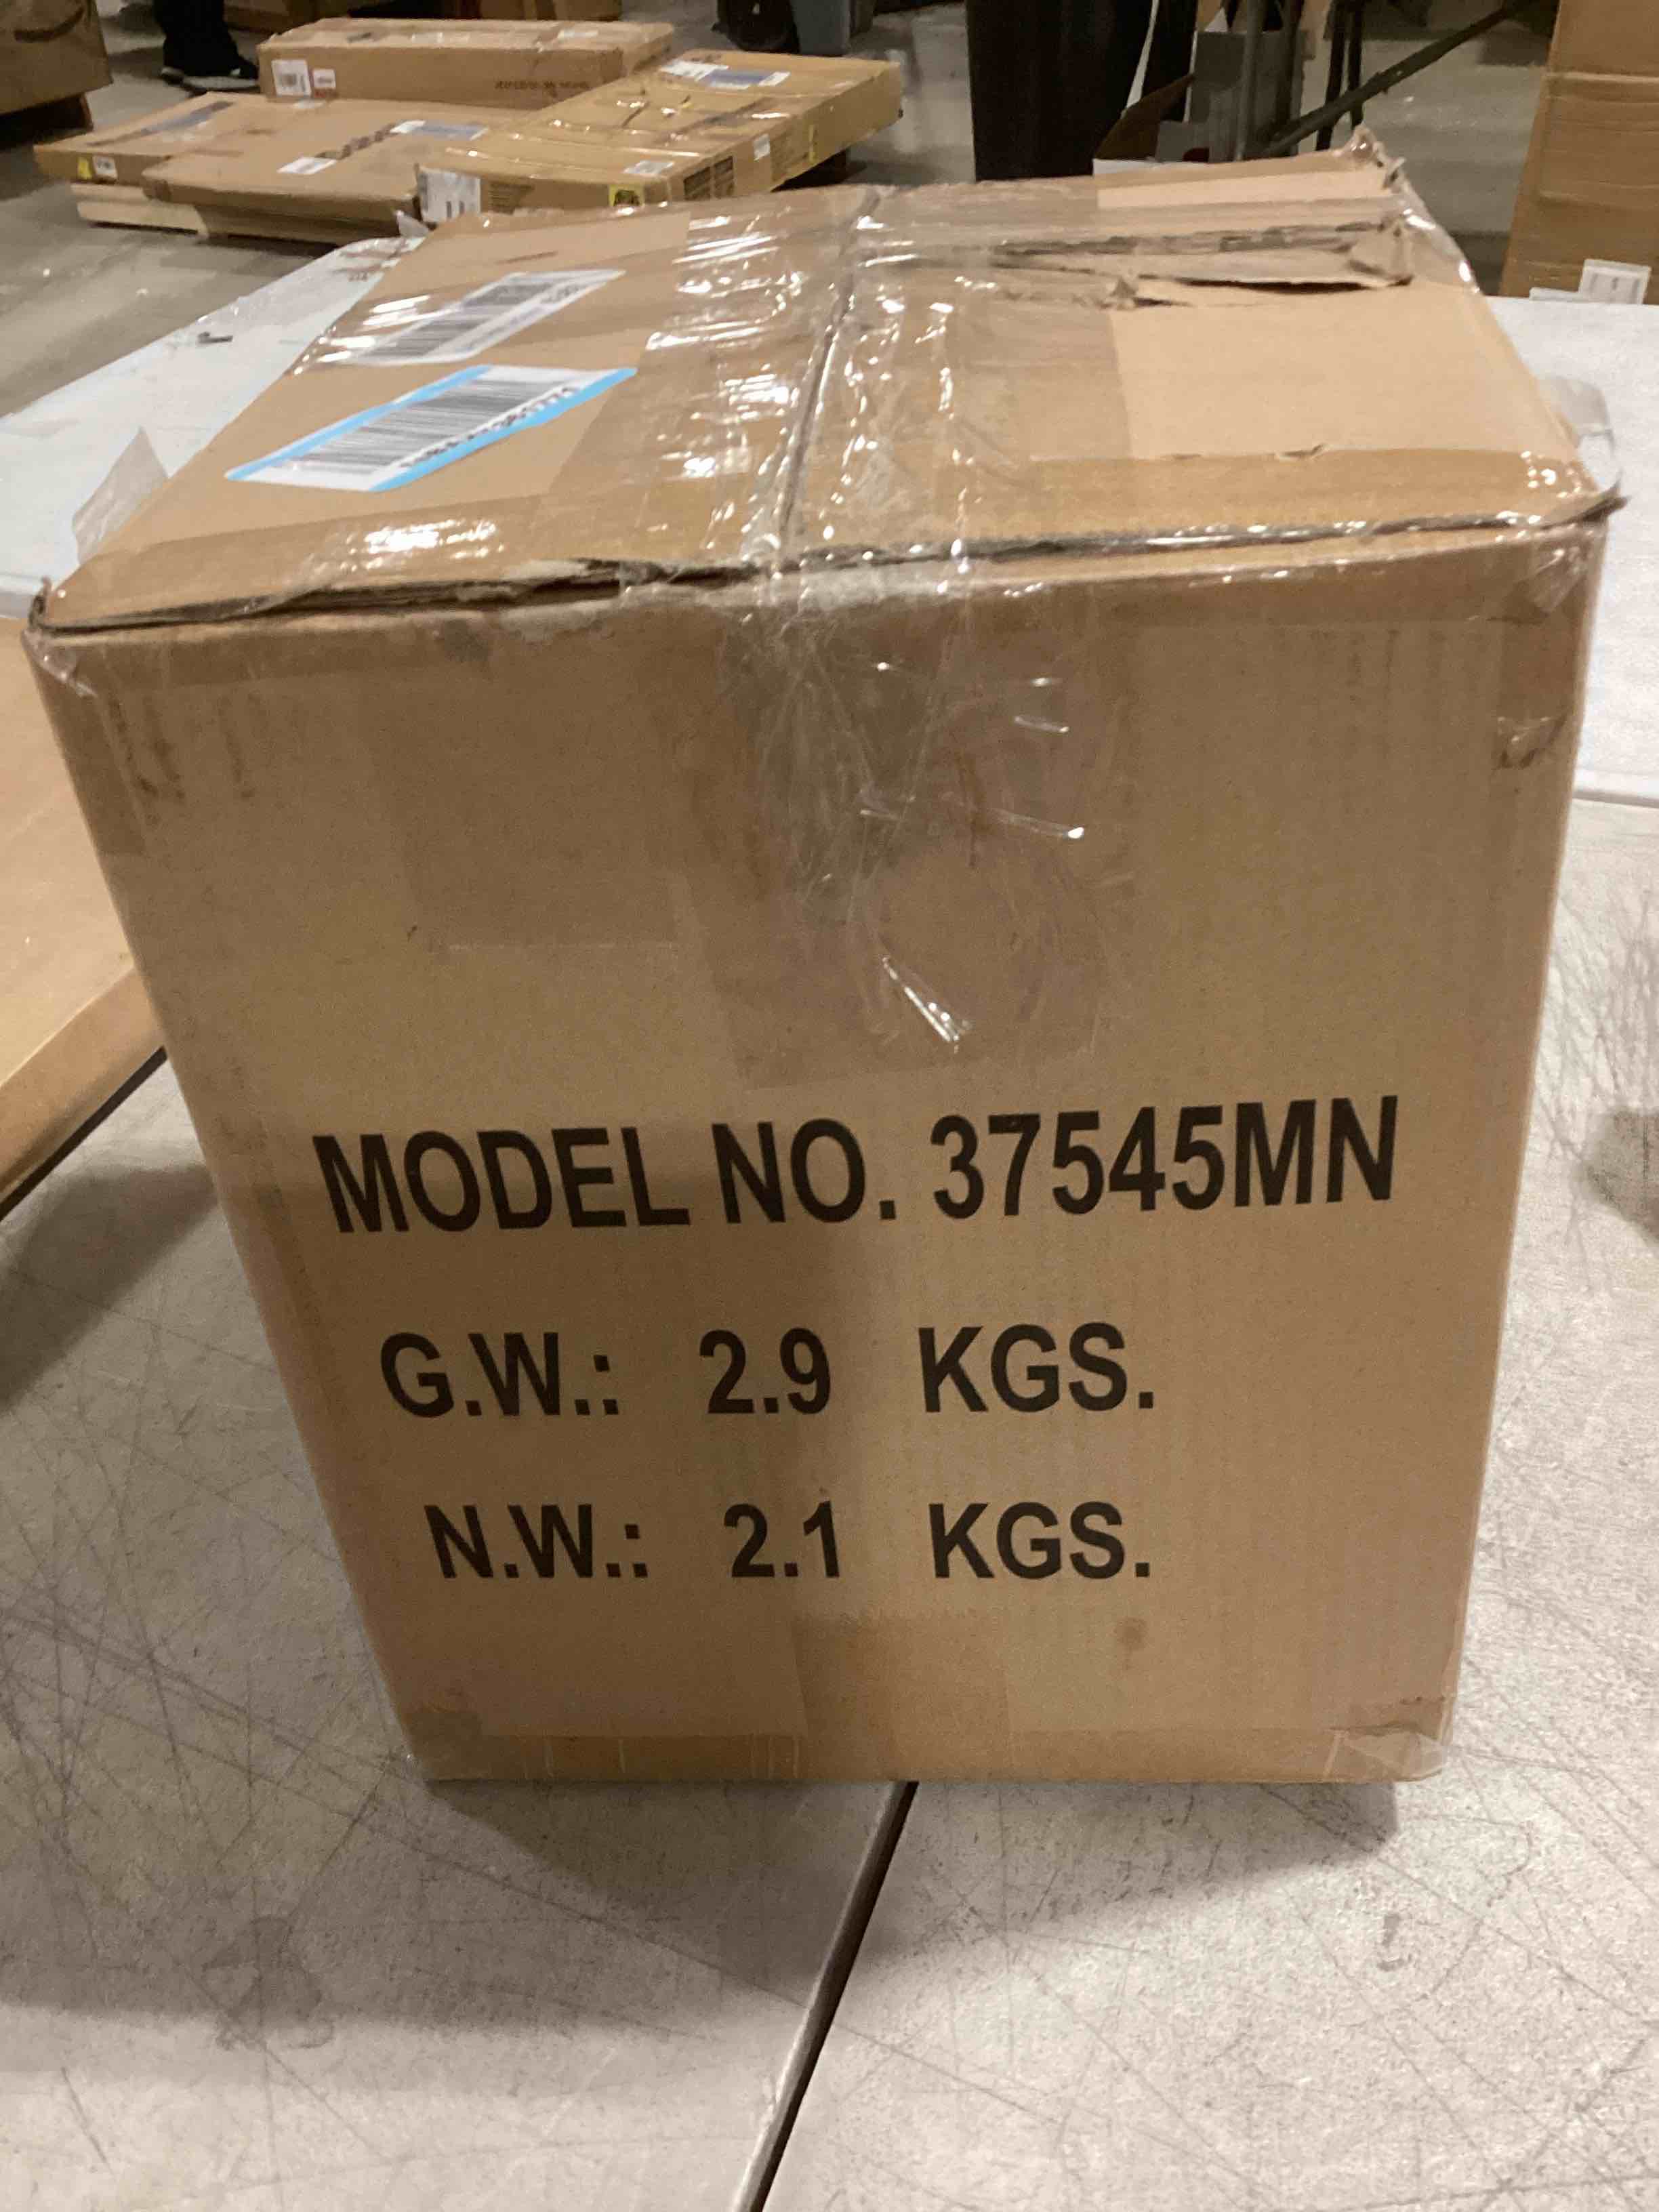 MODEL NO. 37545MN
G.W.: 2.9 KGS.
N.W.: 2.1 KGS.